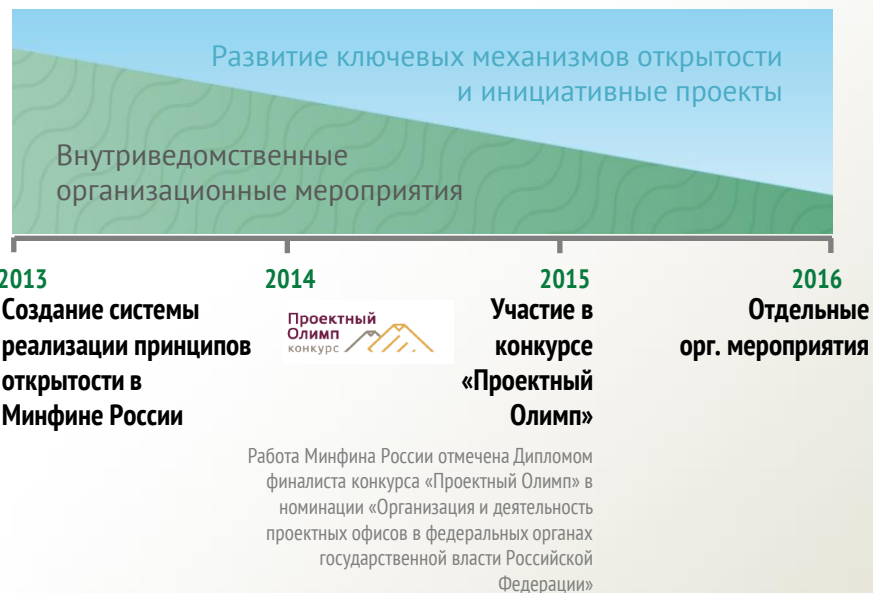 Развитие ключевых механизмов открытости
и инициативные проекты
Внутриведомственные
организационные мероприятия
2013
Создание системы
реализации принципов
открытости в
Минфине России
2014
Проектный
Олимп
конкурс
2015
Участие в
конкурсе
«Проектный
Олимп»
Работа Минфина России отмечена Дипломом
финалиста конкурса «Проектный Олимп» в
номинации «Организация и деятельность
проектных офисов в федеральных органах
государственной власти Российской
Федерации»
2016
Отдельные
орг. мероприятия